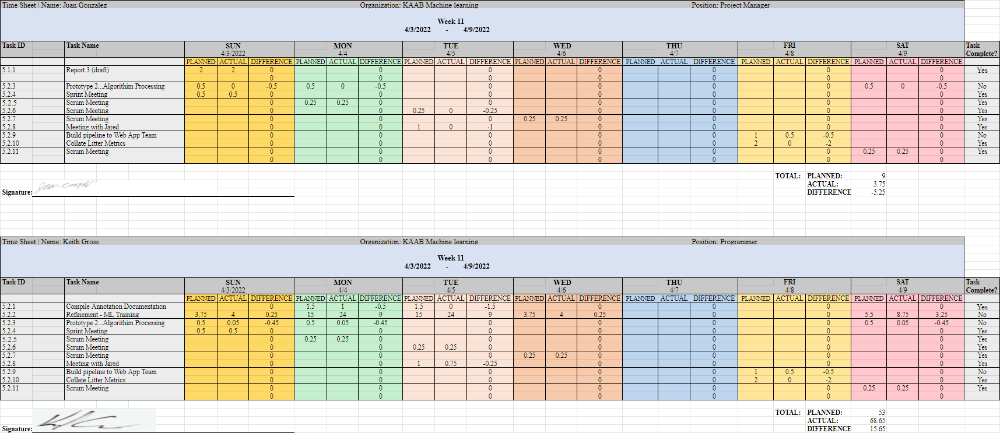 Time Sheet | Name: Juan Gonzalez Organization: KAAB Machine learning Position: Project Manager
Week 11
4/3/2022 - 4/9/2022
Task ID Task Name SUN MON TUE WED THU FRI SAT Task
4/3/2022 4/4 4/5 4/6 4/7 4/8 4/9 Complete?
PLANNED ACTUAL DIFFERENCE PLANNED ACTUAL DIFFERENCE PLANNED ACTUAL DIFFERENCE PLANNED ACTUAL DIFFERENCE PLANNED ACTUAL DIFFERENCE PLANNED ACTUAL DIFFERENCE PLANNED ACTUAL DIFFERENCE
5.1.1 Report 3 (draft) 2 2 0 0 0 0 0 0 0 Yes
0 0 0 0 0 0 0
5.2.3 Prototype 2...Algorithim Processing 0.5 0 -0.5 0.5 0 -0.5 0 0 0 0 0.5 0 -0.5 No
5.2.4 Sprint Meeting 0.5 0.5 0 0 0 0 0 0 0 Yes
5.2.5 Scrum Meeting 0 0.25 0.25 0 0 0 0 0 0 Yes
5.2.6 Scrum Meeting 0 0 0.25 0 -0.25 0 0 0 0 Yes
5.2.7 Scrum Meeting 0 0 0 0.25 0.25 0 0 0 0 Yes
5.2.8 Meeting with Jared 0 0 1 0 -1 0 0 0 0 Yes
5.2.9 Build pipeline to Web App Team 0 0 0 0 0 1 0.5 -0.5 0 No
5.2.10 Collate Litter Metrics 0 0 0 0 0 2 0 -2 0 Yes
5.2.11 Scrum Meeting 0 0 0 0 0 0 0.25 0.25 0 Yes
0 0 0 0 0 0 0
TOTAL: PLANNED: 9
ACTUAL: 3.75
Signature: DIFFERENCE -5.25
Time Sheet | Name: Keith Gross Organization: KAAB Machine learning Position: Programmer
Week 11
4/3/2022 - 4/9/2022
Task ID Task Name SUN MON TUE WED THU FRI SAT Task
4/3/2022 4/4 4/5 4/6 4/7 4/8 4/9 Complete?
PLANNED ACTUAL DIFFERENCE PLANNED ACTUAL DIFFERENCE PLANNED ACTUAL DIFFERENCE PLANNED ACTUAL DIFFERENCE PLANNED ACTUAL DIFFERENCE PLANNED ACTUAL DIFFERENCE PLANNED ACTUAL DIFFERENCE
5.2.1 Compile Annotation Documentation 0 1.5 1 -0.5 1.5 0 -1.5 0 0 0 0 Yes
5.2.2 Refinement - ML Training 3.75 4 0.25 15 24 9 15 24 9 3.75 4 0.25 0 0 5.5 8.75 3.25 No
5.2.3 Prototype 2...Algorithim Processing 0.5 0.05 -0.45 0.5 0.05 -0.45 0 0 0 0 0.5 0.05 -0.45 No
5.2.4 Sprint Meeting 0.5 0.5 0 0 0 0 0 0 0 Yes
5.2.5 Scrum Meeting 0 0.25 0.25 0 0 0 0 0 0 Yes
5.2.6 Scrum Meeting 0 0 0.25 0.25 0 0 0 0 0 Yes
5.2.7 Scrum Meeting 0 0 0 0.25 0.25 0 0 0 0 Yes
5.2.8 Meeting with Jared 0 0 1 0.75 -0.25 0 0 0 0 Yes
5.2.9 Build pipeline to Web App Team 0 0 0 0 0 1 0.5 -0.5 0 No
5.2.10 Collate Litter Metrics 0 0 0 0 0 2 0 -2 0 Yes
5.2.11 Scrum Meeting 0 0 0 0 0 0 0.25 0.25 0 Yes
0 0 0 0 0 0 0
TOTAL: PLANNED: 53
ACTUAL: 68.65
Signature: DIFFERENCE 15.65